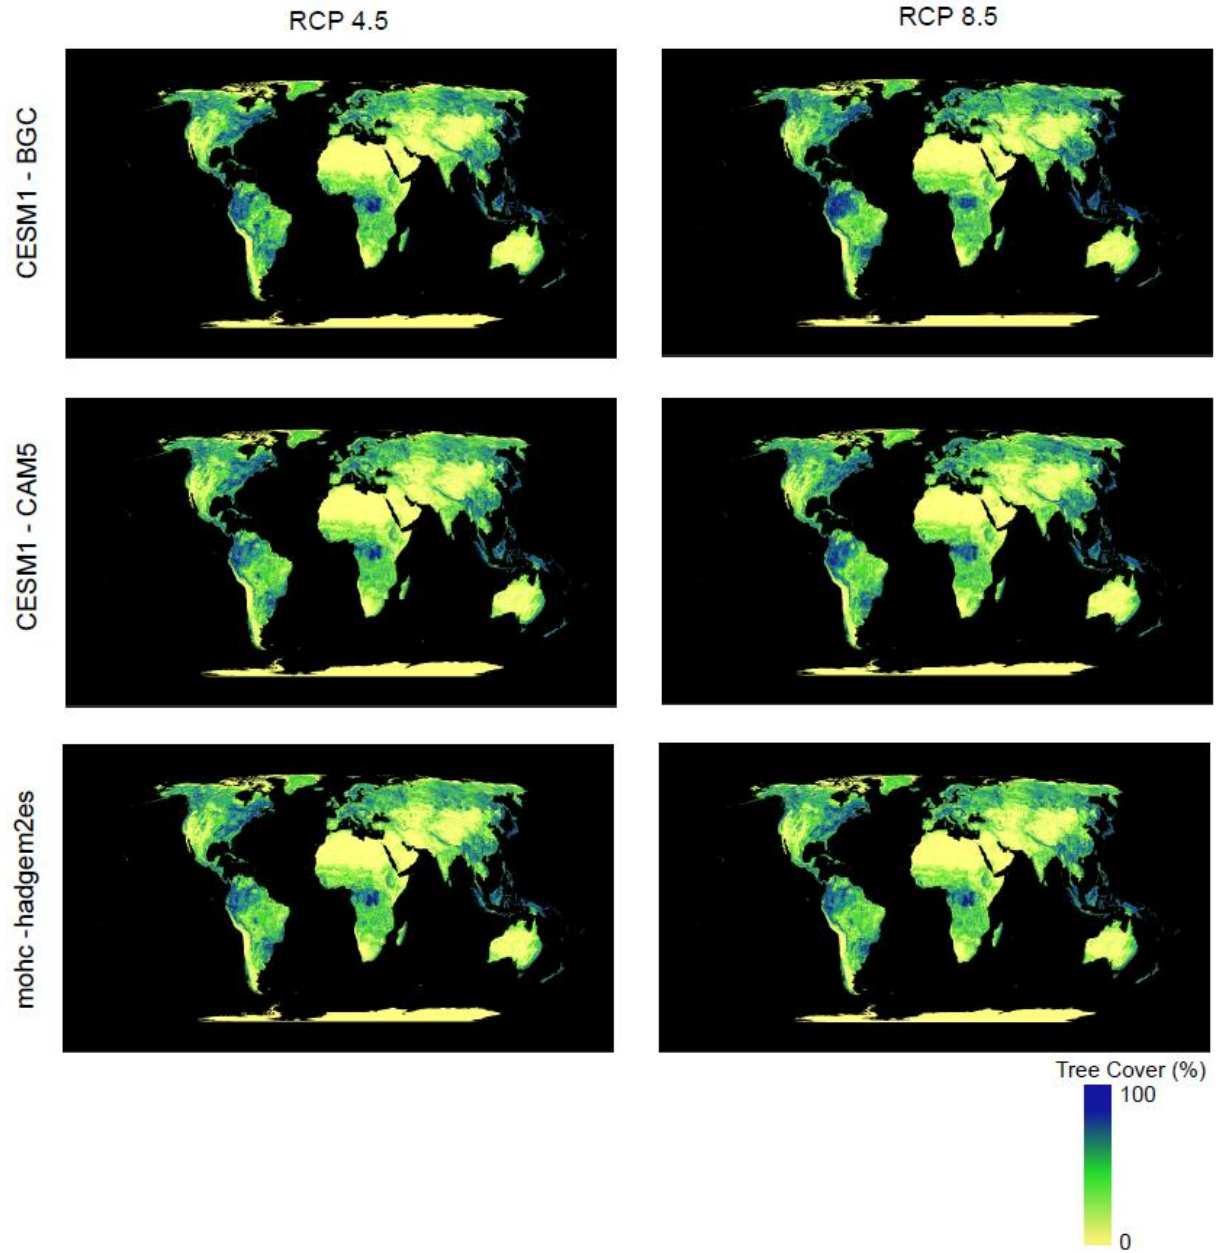 RCP 4.5
RCP 8.5
CESM1 - BGC
CESM1 - CAM5
mohc -hadgem2es
Tree Cover (%)
100
0